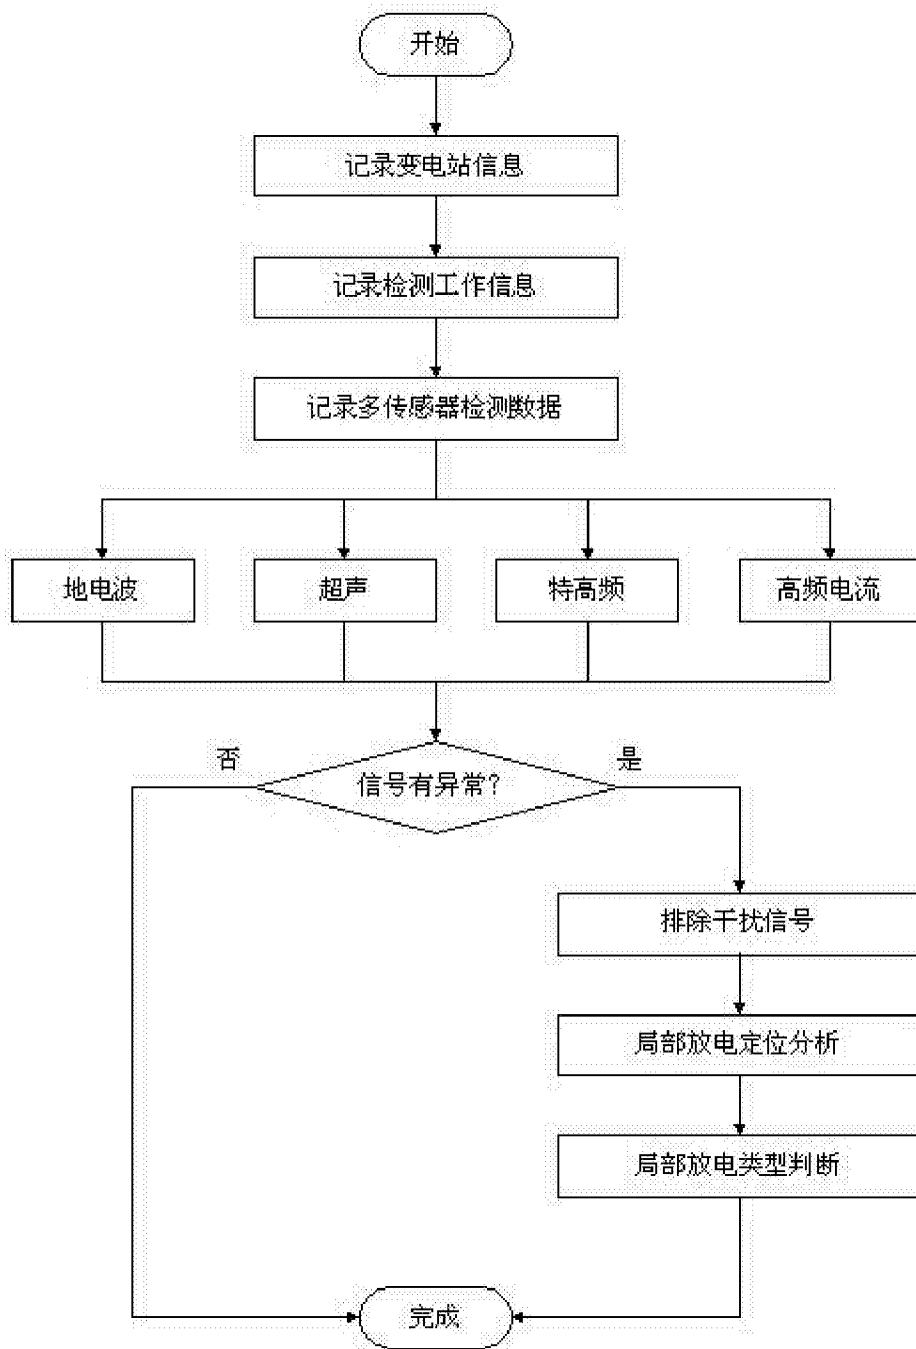 开始
记录变电站信息
记录检测工作信息
记录多传感器检测数据
地电波
超声
特高频
高频电流
否
是
信号有异常?
排除干扰信号
局部放电定位分析
局部放电类型判断
完成